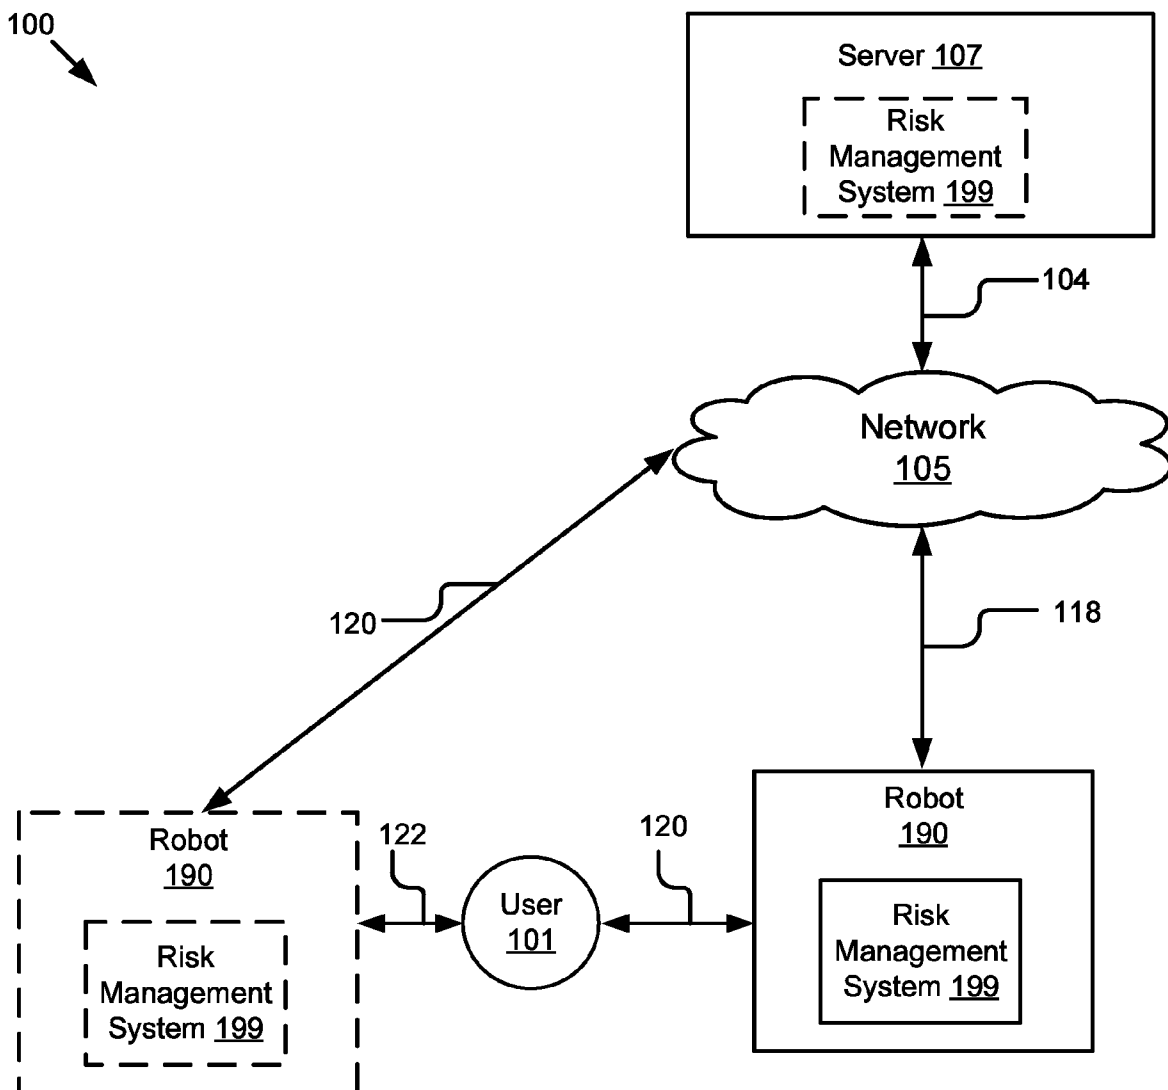 100
Server 107
Risk
Management
System 199
104
Network
105
120
118
Robot
190
Risk
Management
System 199
122
User
101
120
Robot
190
Risk
Management
System 199